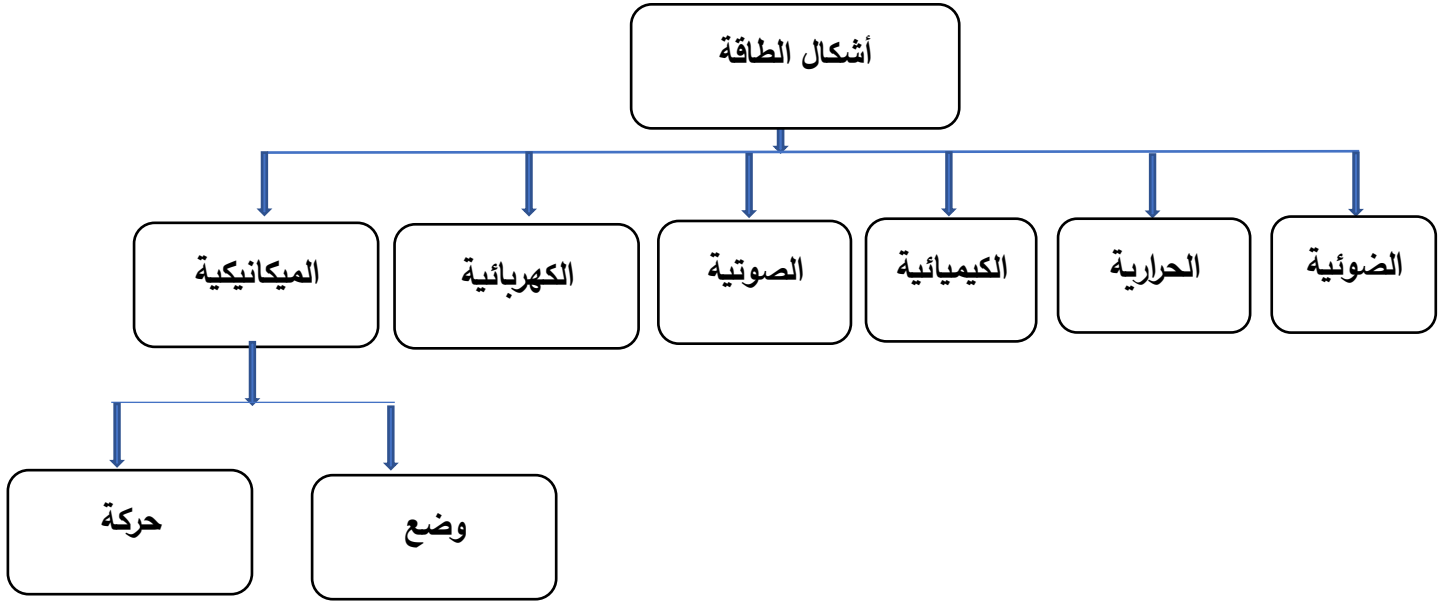 أشكال الطاقة
الضوئية
الحرارية
الكيميائية
الصوتية
الكهربائية
الميكانيكية
وضع
حركة